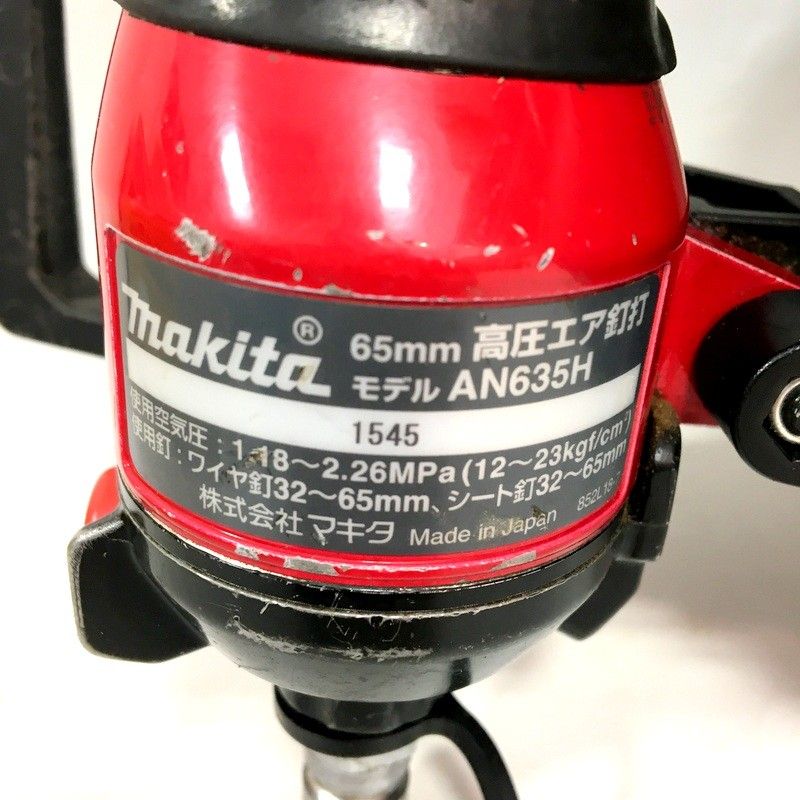 makita®
65mm 高圧エア釘打
モデル AN635H
1545
使用空気圧：1.18～2.26MPa(12～23kgf/cm²)
使用釘：ワイヤ釘32～65mm、シート釘32～65mm
株式会社 マキタ Made in Japan